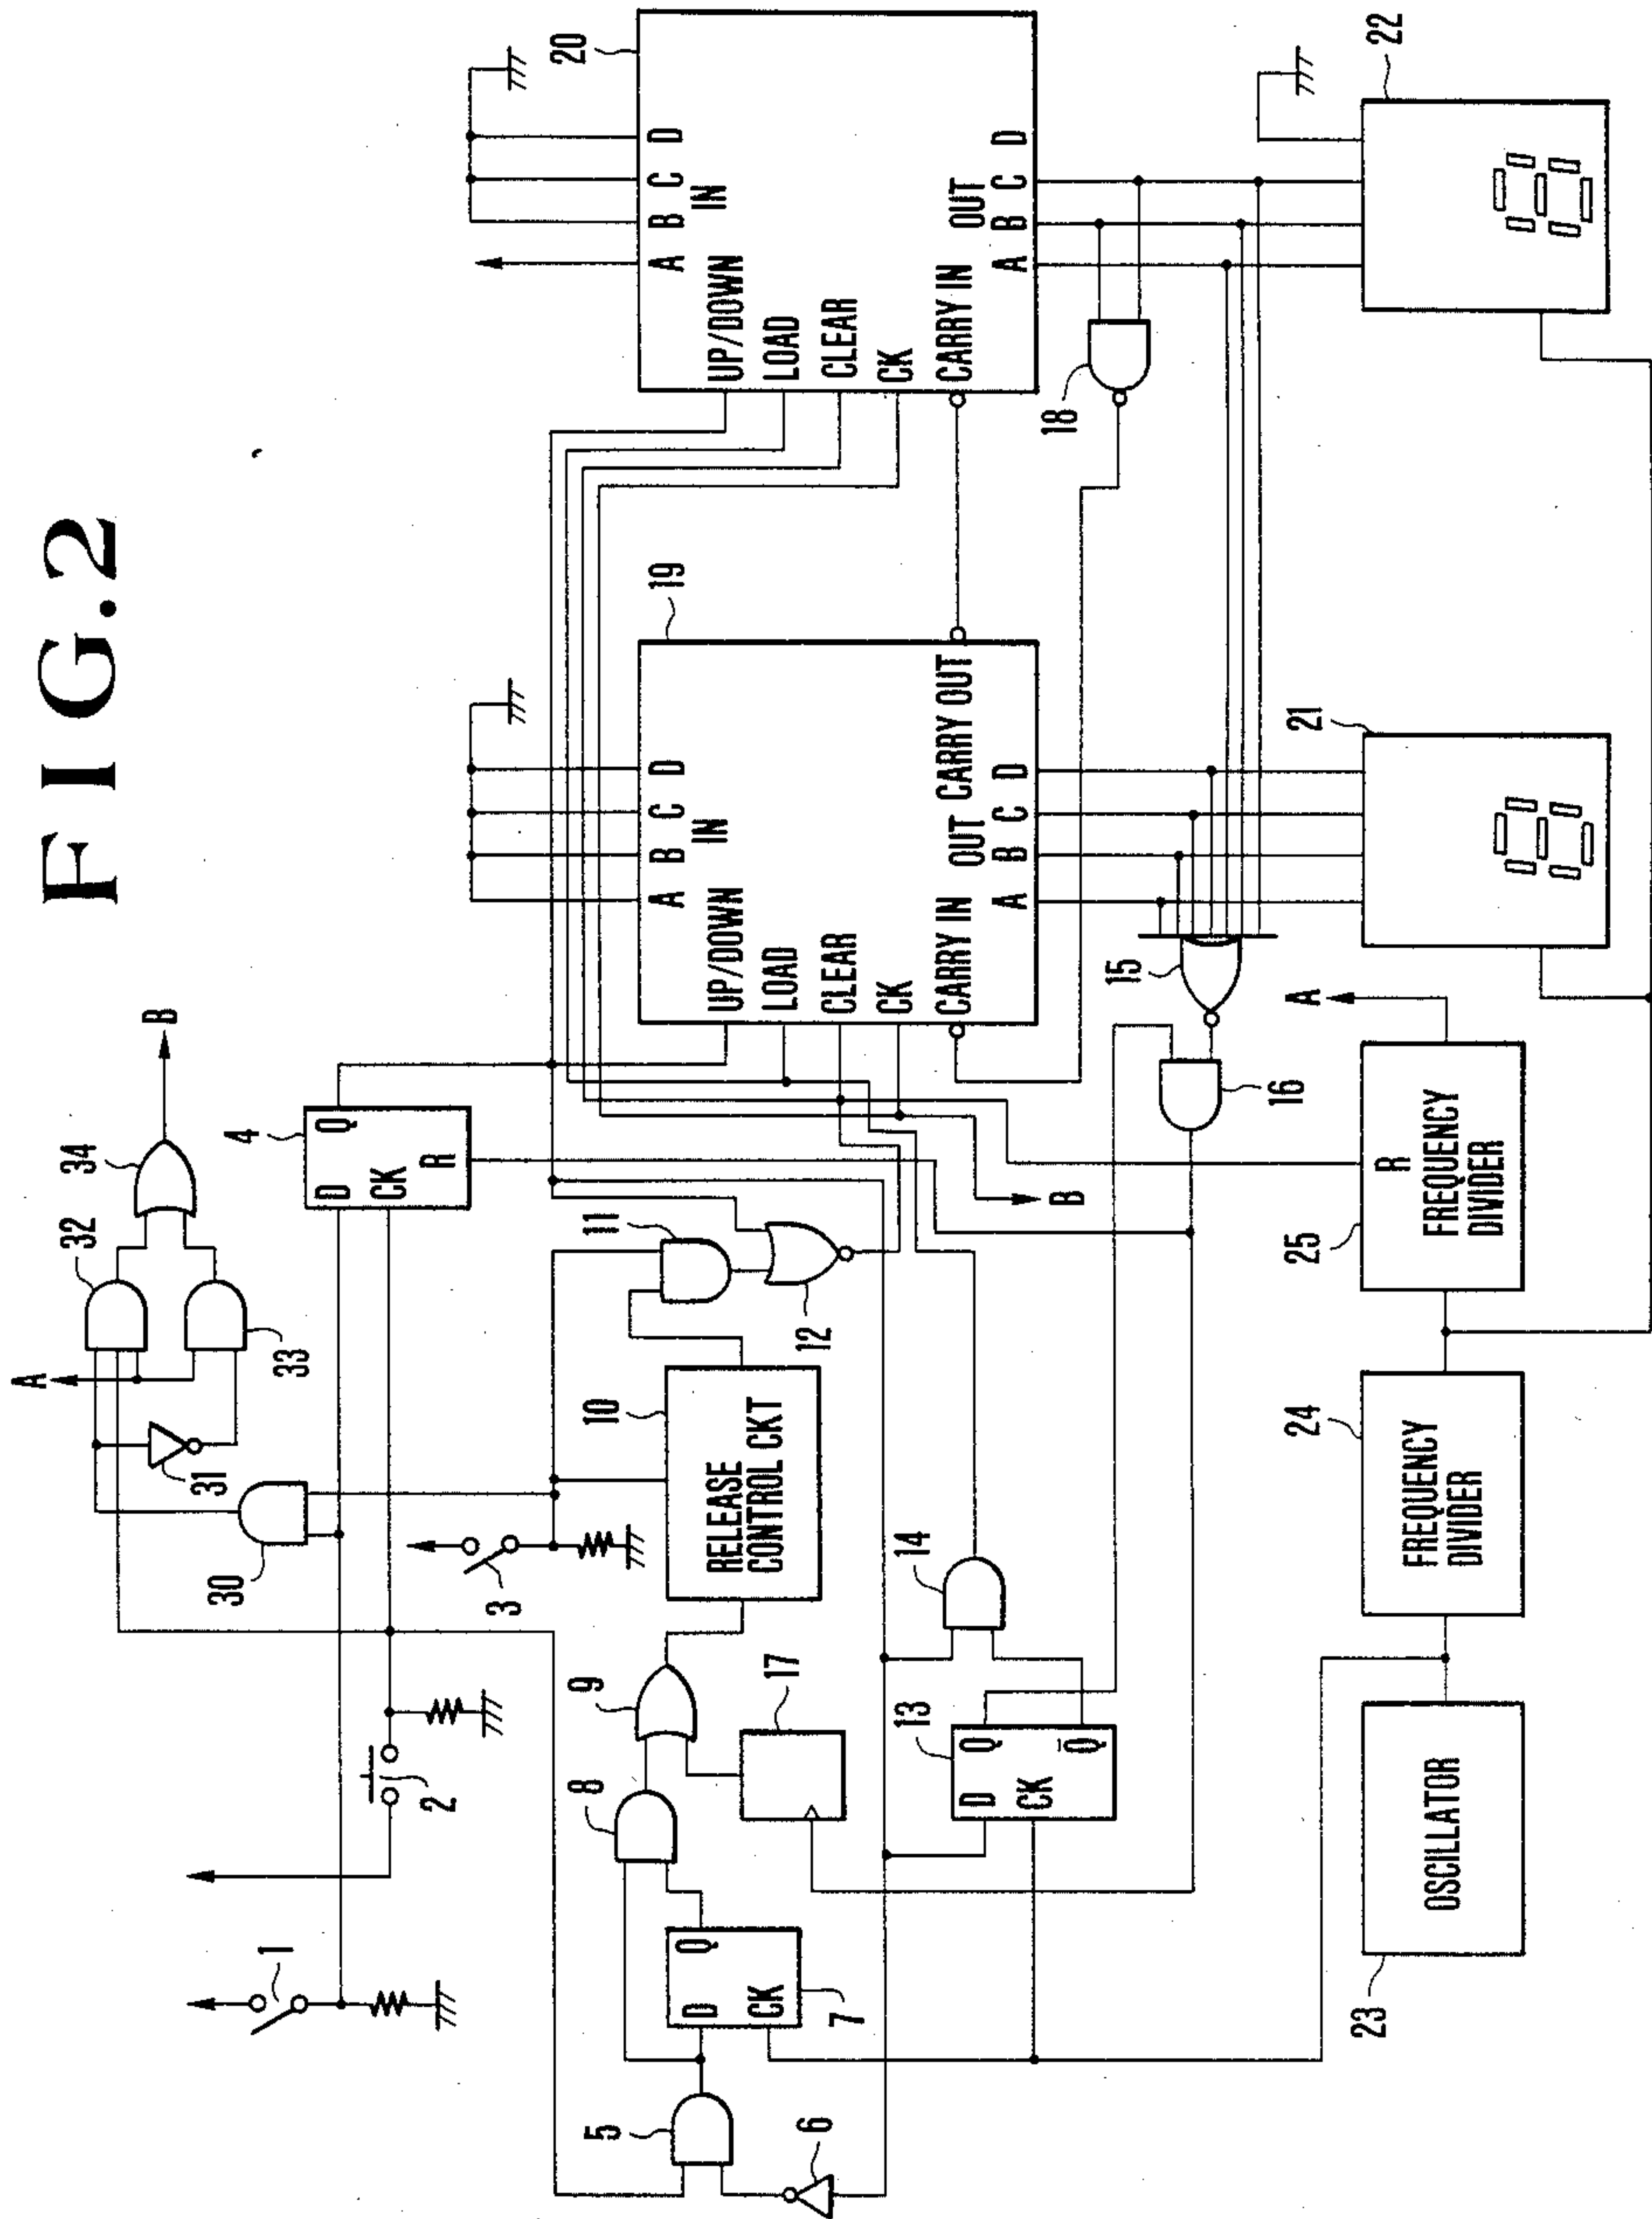 FIG.2
20
A B C D
IN
UP/DOWN
LOAD
CLEAR
CK
CARRY IN
OUT
A B C D
22
18
19
A B C D
IN
UP/DOWN
LOAD
CLEAR
CK
CARRY IN
CARRY OUT
OUT
A B C D
21
15
16
A
B
34
32
33
A
31
30
4
D Q
CK
R
B
11
12
10
RELEASE
CONTROL CKT
3
9
17
8
14
13
D Q
CK Q̄
2
1
7
D Q
CK
5
6
25
R
FREQUENCY
DIVIDER
24
FREQUENCY
DIVIDER
23
OSCILLATOR